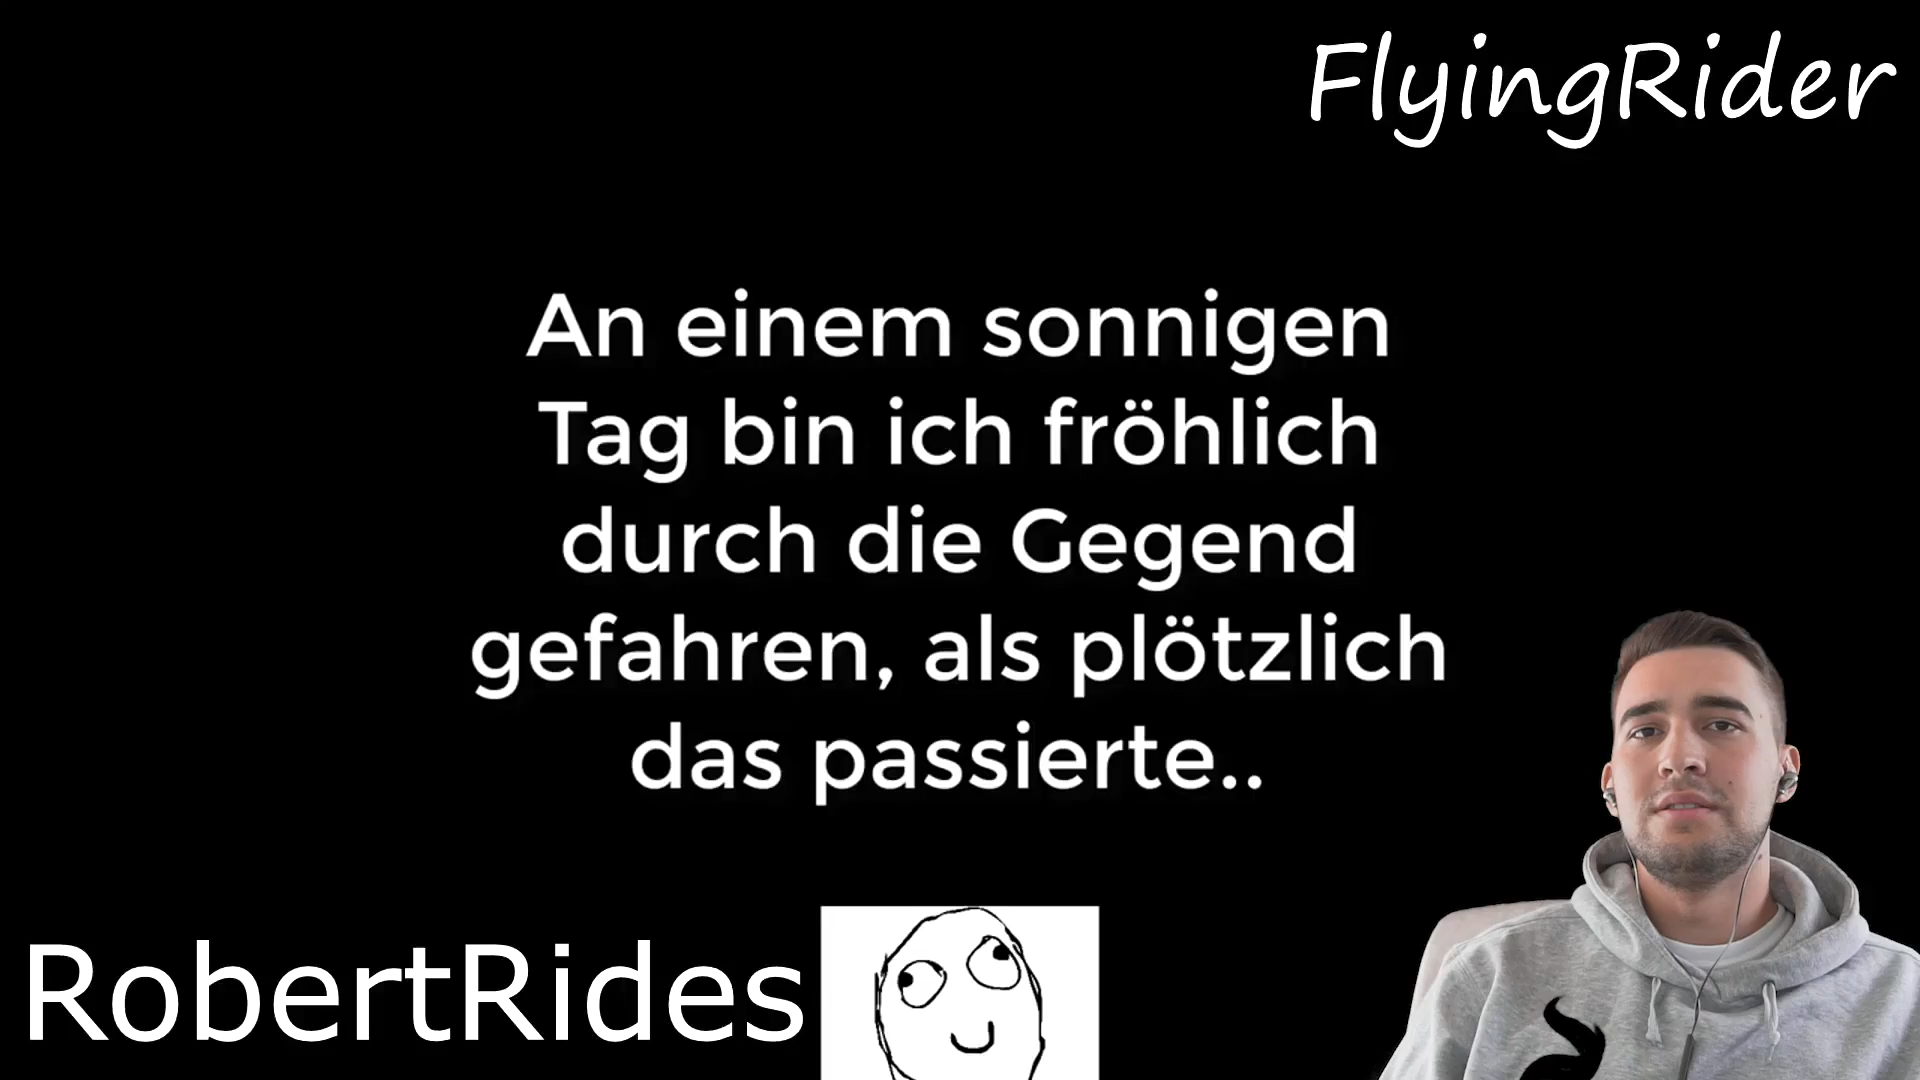 FlyingRider
An einem sonnigen
Tag bin ich fröhlich
durch die Gegend
gefahren, als plötzlich
das passierte..
RobertRides